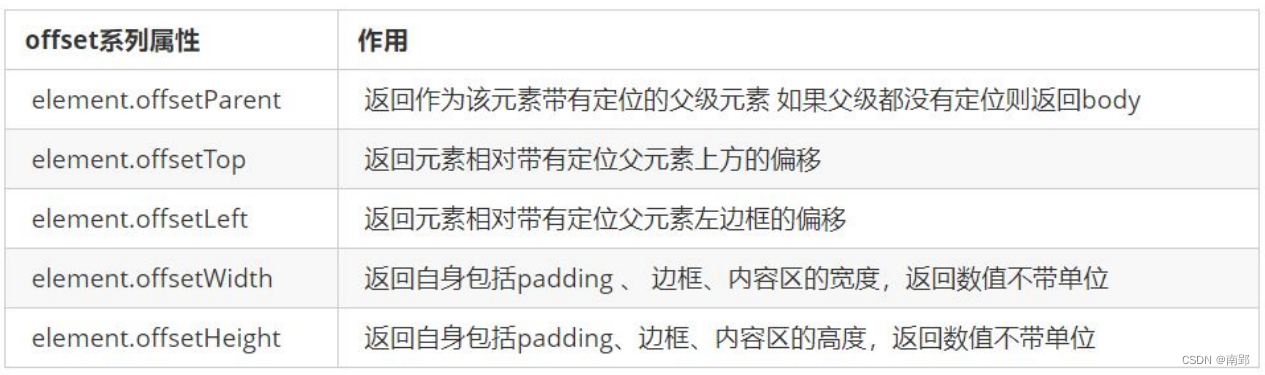 offset系列属性 作用
element.offsetParent 返回作为该元素带有定位的父级元素 如果父级都没有定位则返回body
element.offsetTop 返回元素相对带有定位父元素上方的偏移
element.offsetLeft 返回元素相对带有定位父元素左边框的偏移
element.offsetWidth 返回自身包括padding 、 边框、内容区的宽度，返回数值不带单位
element.offsetHeight 返回自身包括padding、边框、内容区的高度，返回数值不带单位
CSDN @南郢